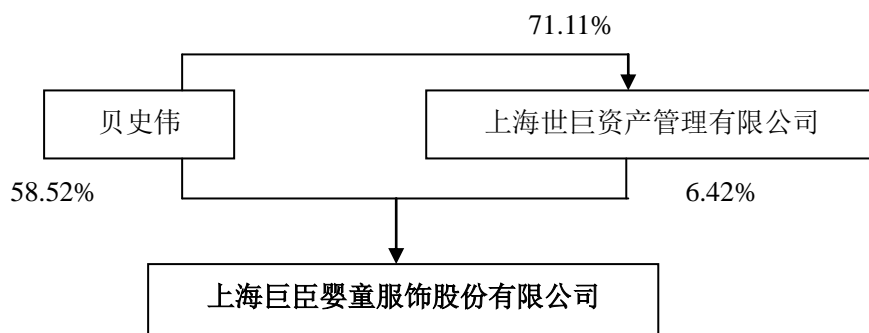 71.11%
贝史伟
上海世巨资产管理有限公司
58.52%
6.42%
上海巨臣婴童服饰股份有限公司